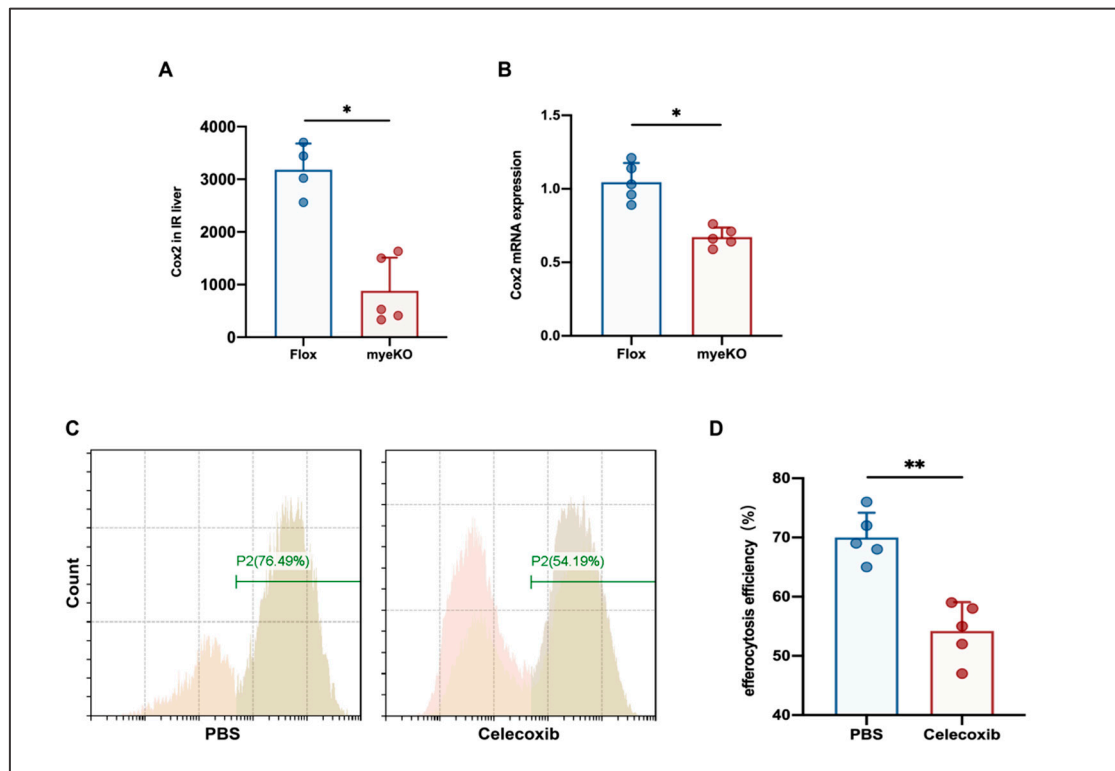 A
B
*
*
4000
3000
2000
1000
0
Cox2 in IR liver
Flox
myeKO
1.5
1.0
0.5
0.0
Cox2 mRNA expression
Flox
myeKO
C
D
P2(76.49%)
P2(54.19%)
Count
PBS
Celecoxib
**
80
70
60
50
40
efferocytosis efficiency (%)
PBS
Celecoxib